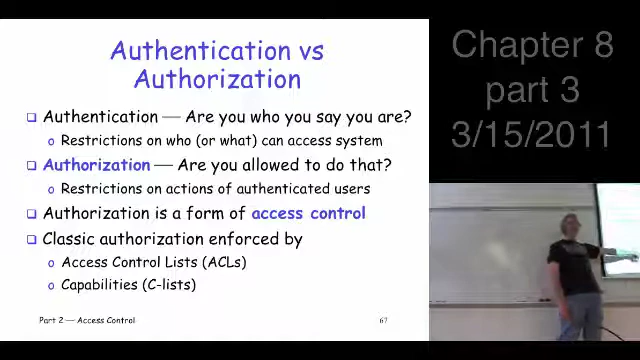 Authentication vs
Authorization
Authentication — Are you who you say you are?
Restrictions on who (or what) can access system
Authorization — Are you allowed to do that?
Restrictions on actions of authenticated users
Authorization is a form of access control
Classic authorization enforced by
Access Control Lists (ACLs)
Capabilities (C-lists)
Part 2 — Access Control
67
Chapter 8
part 3
3/15/2011